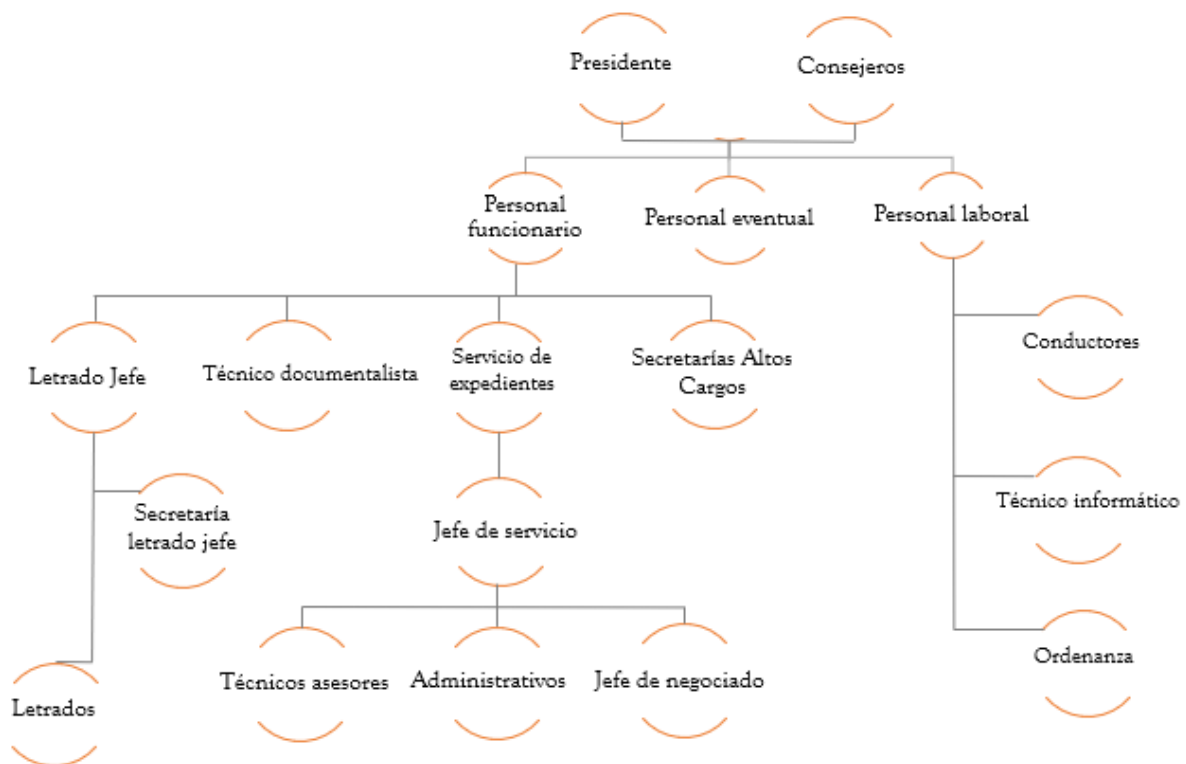 Presidente
Consejeros
Personal
funcionario
Personal eventual
Personal laboral
Letrado Jefe
Técnico documentalista
Servicio de
expedientes
Secretarías Altos
Cargos
Conductores
Secretaría
letrado jefe
Jefe de servicio
Técnico informático
Letrados
Técnicos asesores
Administrativos
Jefe de negociado
Ordenanza